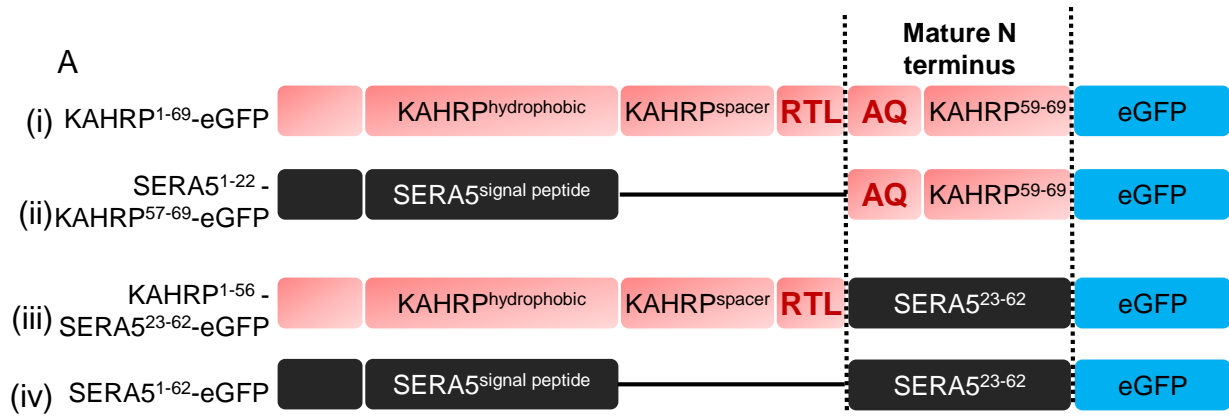 Mature N
terminus
A
(i) KAHRP1-69-eGFP KAHRPhydrophobic KAHRPspacer RTL AQ KAHRP59-69 eGFP
SERA51-22 -
(ii) KAHRP57-69-eGFP SERA5signal peptide AQ KAHRP59-69 eGFP
KAHRP1-56 -
(iii) SERA523-62-eGFP KAHRPhydrophobic KAHRPspacer RTL SERA523-62 eGFP
(iv) SERA51-62-eGFP SERA5signal peptide SERA523-62 eGFP